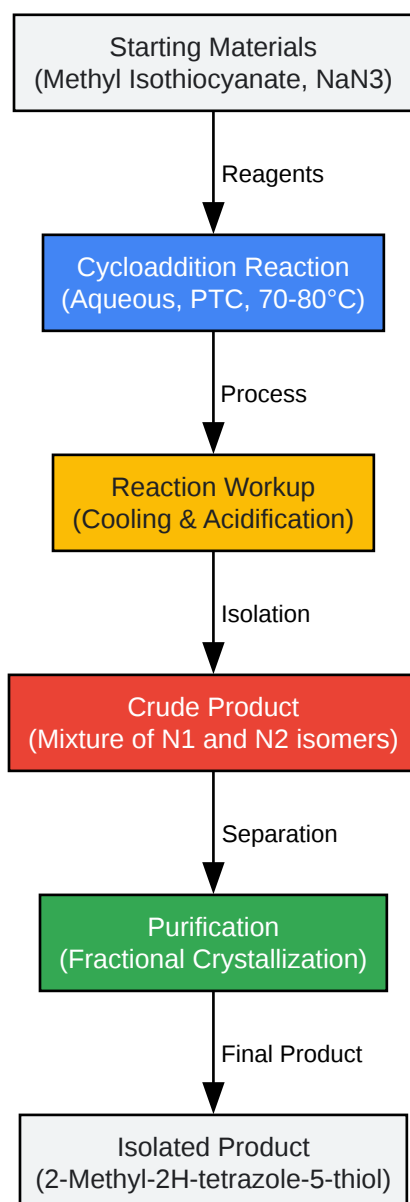 Starting Materials
(Methyl Isothiocyanate, NaN3)
Reagents
Cycloaddition Reaction
(Aqueous, PTC, 70-80°C)
Process
Reaction Workup
(Cooling & Acidification)
Isolation
Crude Product
(Mixture of N1 and N2 isomers)
Separation
Purification
(Fractional Crystallization)
Final Product
Isolated Product
(2-Methyl-2H-tetrazole-5-thiol)